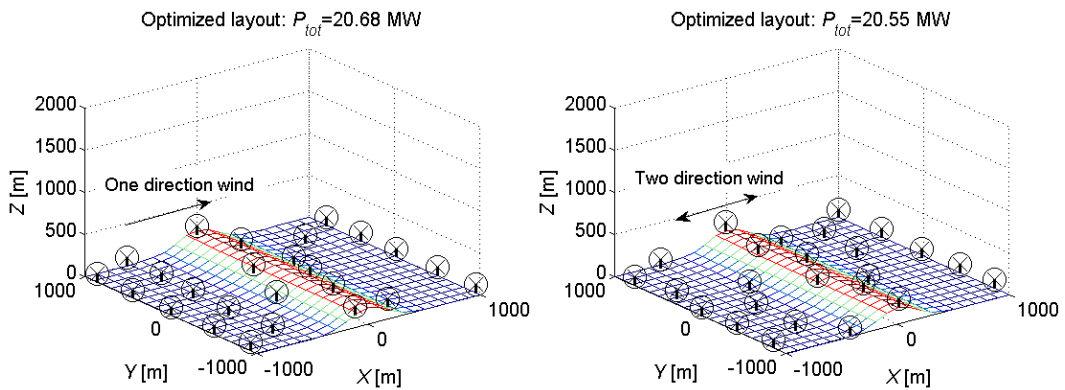 Optimized layout: P_tot=20.68 MW
2000
1500
1000
500
0
Z [m]
One direction wind
1000
0
-1000
Y [m]
-1000
0
1000
X [m]
Optimized layout: P_tot=20.55 MW
2000
1500
1000
500
0
Z [m]
Two direction wind
1000
0
-1000
Y [m]
-1000
0
1000
X [m]